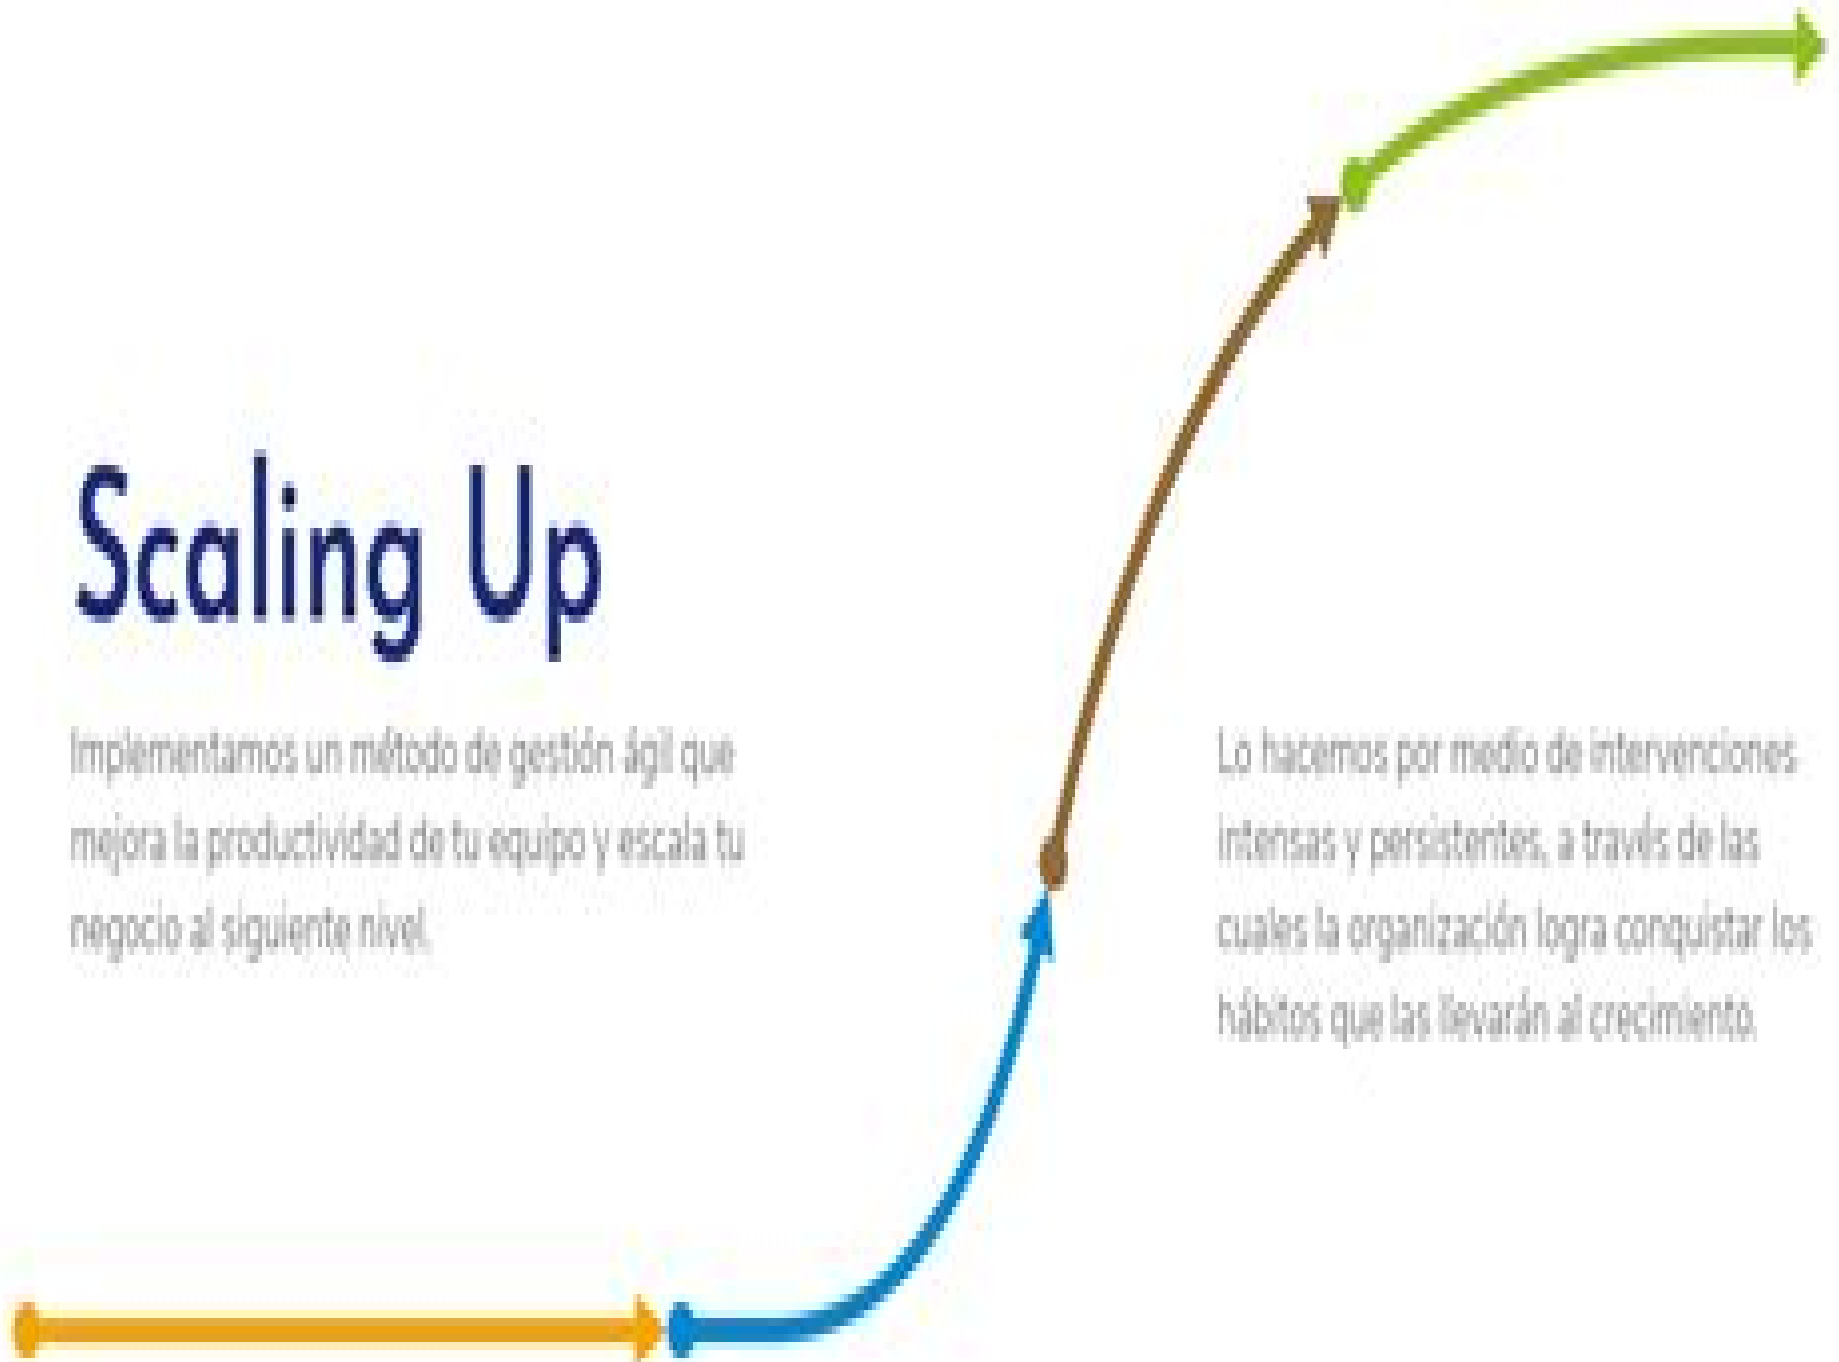 Scaling Up
Implementamos un método de gestión ágil que
mejora la productividad de tu equipo y escala tu
negocio al siguiente nivel.
Lo hacemos por medio de intervenciones
intensas y persistentes, a través de las
cuales la organización logra conquistar los
hábitos que las llevarán al crecimiento.